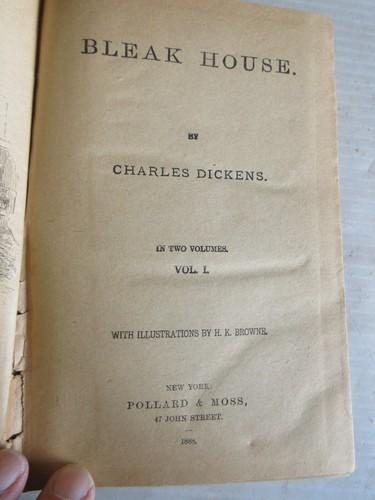 BLEAK HOUSE.
BY
CHARLES DICKENS.
IN TWO VOLUMES.
VOL. I.
WITH ILLUSTRATIONS BY H. K. BROWNE.
NEW YORK:
POLLARD & MOSS,
47 JOHN STREET.
1888.